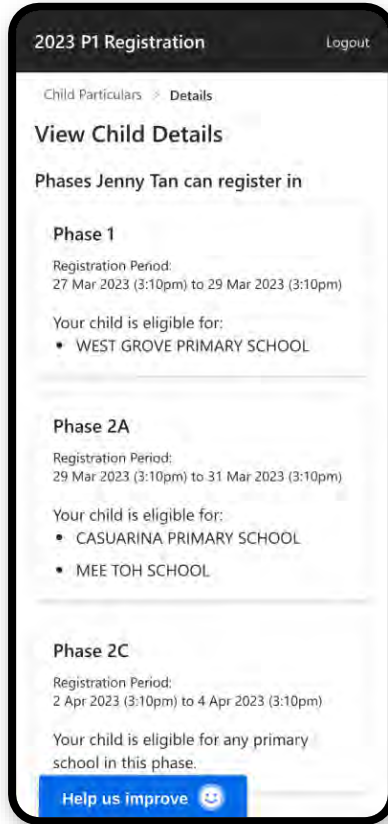 2023 P1 Registration Logout
Child Particulars > Details
View Child Details
Phases Jenny Tan can register in
Phase 1
Registration Period:
27 Mar 2023 (3:10pm) to 29 Mar 2023 (3:10pm)
Your child is eligible for:
• WEST GROVE PRIMARY SCHOOL
Phase 2A
Registration Period:
29 Mar 2023 (3:10pm) to 31 Mar 2023 (3:10pm)
Your child is eligible for:
• CASUARINA PRIMARY SCHOOL
• MEE TOH SCHOOL
Phase 2C
Registration Period:
2 Apr 2023 (3:10pm) to 4 Apr 2023 (3:10pm)
Your child is eligible for any primary
school in this phase.
Help us improve